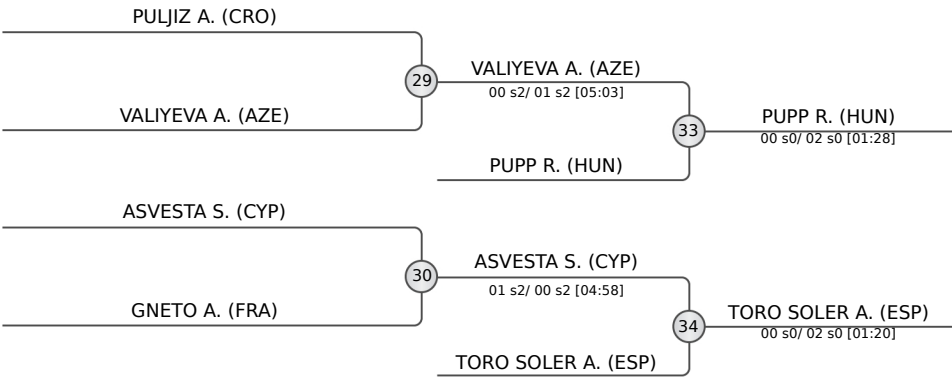 PULJIZ A. (CRO)
29
VALIYEVA A. (AZE)
00 s2/ 01 s2 [05:03]
VALIYEVA A. (AZE)
33
PUPP R. (HUN)
00 s0/ 02 s0 [01:28]
PUPP R. (HUN)
ASVESTA S. (CYP)
30
ASVESTA S. (CYP)
01 s2/ 00 s2 [04:58]
GNETO A. (FRA)
34
TORO SOLER A. (ESP)
00 s0/ 02 s0 [01:20]
TORO SOLER A. (ESP)